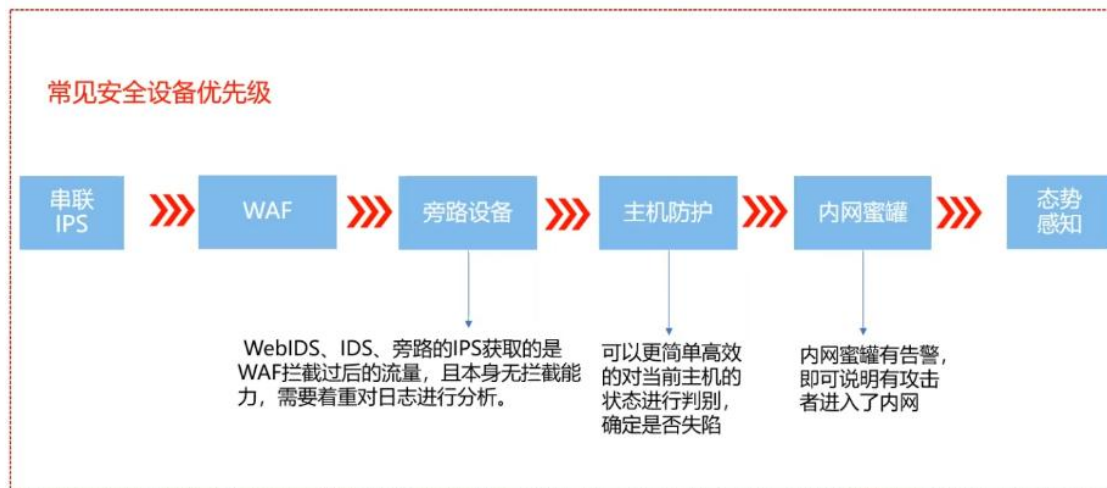 常见安全设备优先级
串联
IPS
WAF
旁路设备
主机防护
内网蜜罐
态势
感知
WebIDS、IDS、旁路的IPS获取的是
WAF拦截过后的流量，且本身无拦截能
力，需要着重对日志进行分析。
可以更简单高效
的对当前主机的
状态进行判别，
确定是否失陷
内网蜜罐有告警，
即可说明有攻击
者进入了内网